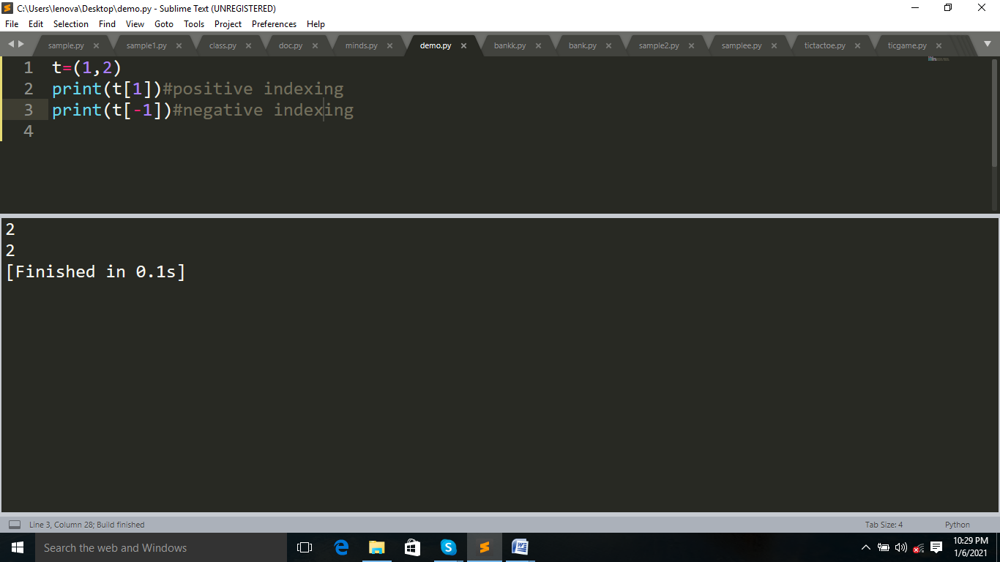 C:\Users\lenova\Desktop\demo.py - Sublime Text (UNREGISTERED)
File Edit Selection Find View Goto Tools Project Preferences Help
sample.py sample1.py class.py doc.py minds.py demo.py bankk.py bank.py sample2.py samplee.py tictactoe.py ticgame.py
1 t=(1,2)
2 print(t[1])#positive indexing
3 print(t[-1])#negative indexing
4
2
2
[Finished in 0.1s]
Line 3, Column 28; Build finished Tab Size: 4 Python
Search the web and Windows
10:29 PM
1/6/2021